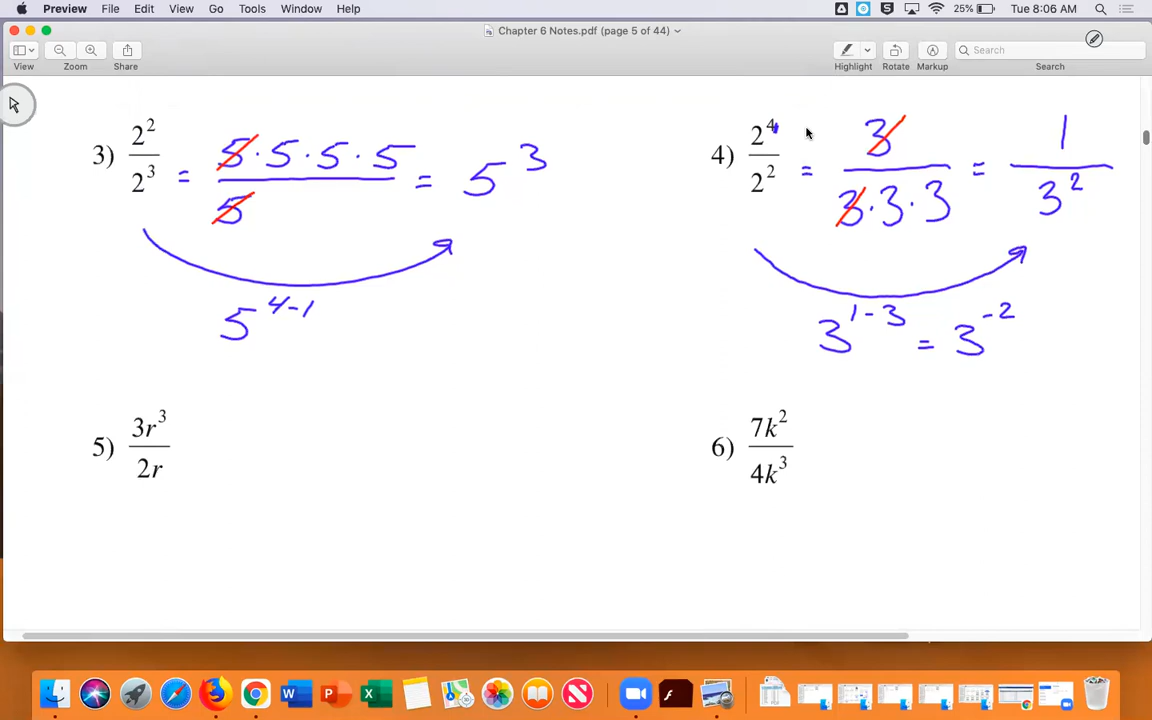 Preview File Edit View Go Tools Window Help 25% Tue 8:06 AM
Chapter 6 Notes.pdf (page 5 of 44)
View Zoom Share Highlight Rotate Markup Search Search
3) 2^2/2^3 = 5·5·5·5/5 = 5^3
5^4-1
4) 2^4/2^2 = 3/3·3·3 = 1/3^2
3^1-3 = 3^-2
5) 3r^3/2r
6) 7k^2/4k^3